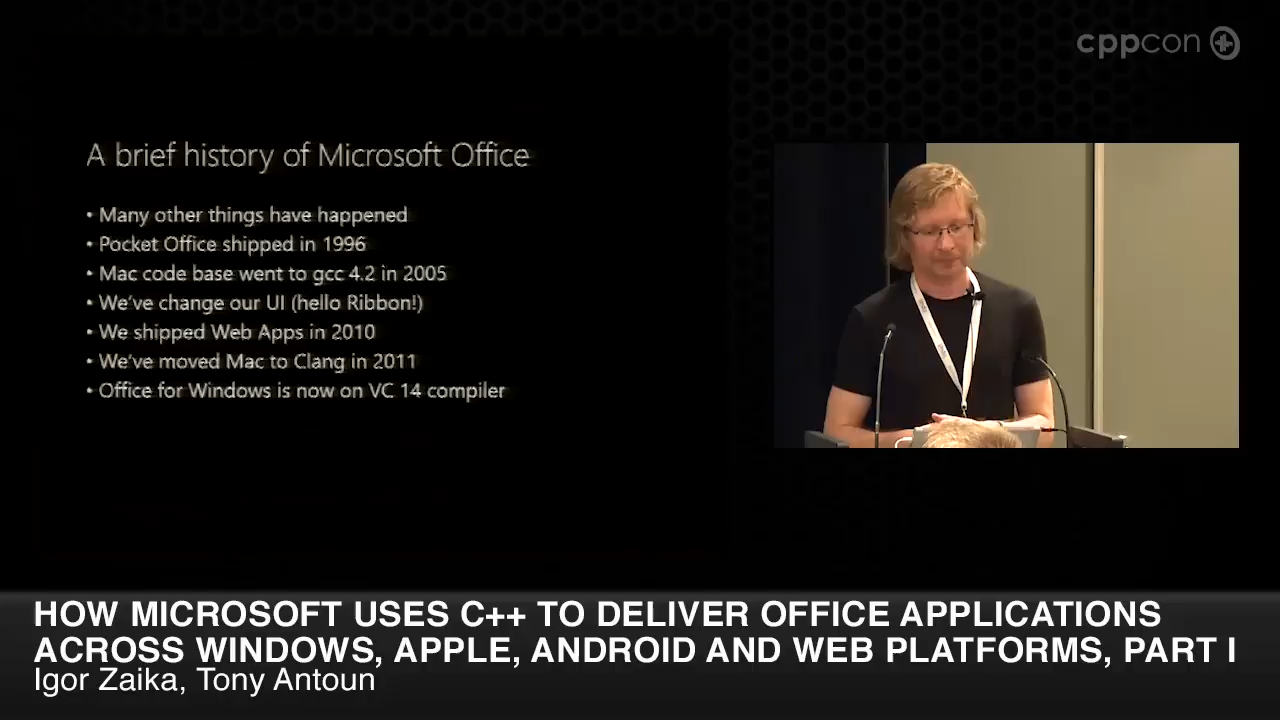 cppcon
A brief history of Microsoft Office
• Many other things have happened
• Pocket Office shipped in 1996
• Mac code base went to gcc 4.2 in 2005
• We've change our UI (hello Ribbon!)
• We shipped Web Apps in 2010
• We've moved Mac to Clang in 2011
• Office for Windows is now on VC 14 compiler
HOW MICROSOFT USES C++ TO DELIVER OFFICE APPLICATIONS
ACROSS WINDOWS, APPLE, ANDROID AND WEB PLATFORMS, PART I
Igor Zaika, Tony Antoun